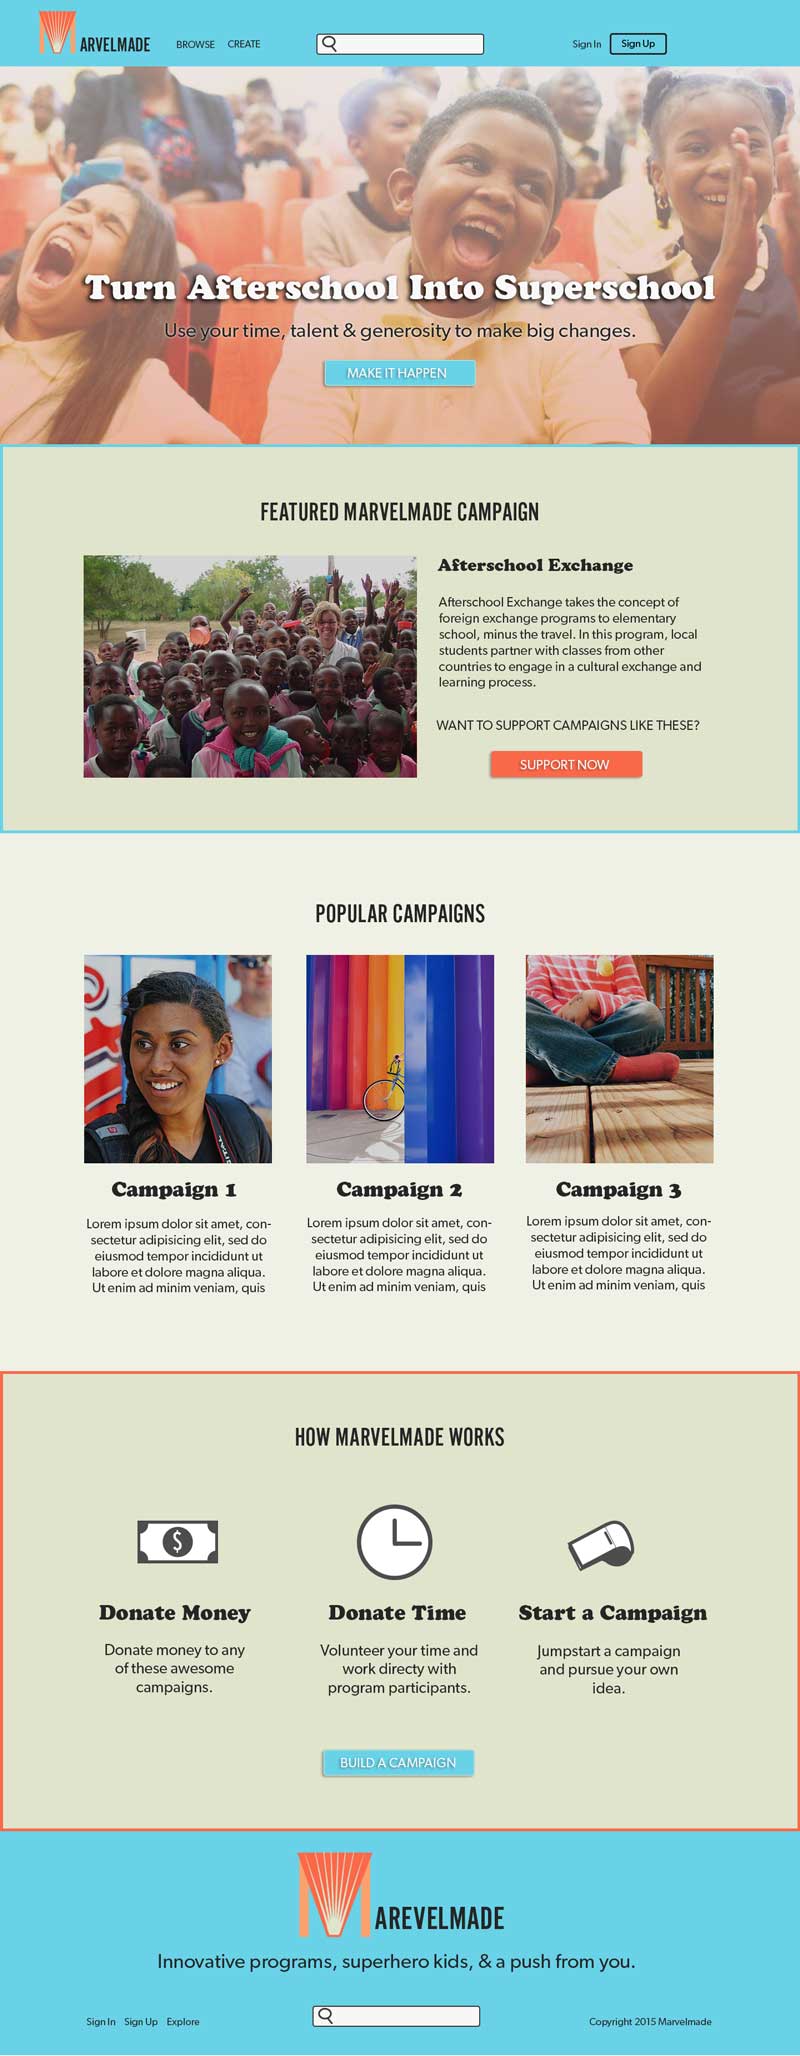 MARVELMADE
BROWSE
CREATE
Sign In
Sign Up
Turn Afterschool Into Superschool
Use your time, talent & generosity to make big changes.
MAKE IT HAPPEN
FEATURED MARVELMADE CAMPAIGN
Afterschool Exchange
Afterschool Exchange takes the concept of
foreign exchange programs to elementary
school, minus the travel. In this program, local
students partner with classes from other
countries to engage in a cultural exchange and
learning process.
WANT TO SUPPORT CAMPAIGNS LIKE THESE?
SUPPORT NOW
POPULAR CAMPAIGNS
Campaign 1
Lorem ipsum dolor sit amet, con-
sectetur adipisicing elit, sed do
eiusmod tempor incididunt ut
labore et dolore magna aliqua.
Ut enim ad minim veniam, quis
Campaign 2
Lorem ipsum dolor sit amet, con-
sectetur adipisicing elit, sed do
eiusmod tempor incididunt ut
labore et dolore magna aliqua.
Ut enim ad minim veniam, quis
Campaign 3
Lorem ipsum dolor sit amet, con-
sectetur adipisicing elit, sed do
eiusmod tempor incididunt ut
labore et dolore magna aliqua.
Ut enim ad minim veniam, quis
HOW MARVELMADE WORKS
$
Donate Money
Donate money to any
of these awesome
campaigns.
Donate Time
Volunteer your time and
work directy with
program participants.
Start a Campaign
Jumpstart a campaign
and pursue your own
idea.
BUILD A CAMPAIGN
MAREVELMADE
Innovative programs, superhero kids, & a push from you.
Sign In Sign Up Explore
Copyright 2015 Marvelmade